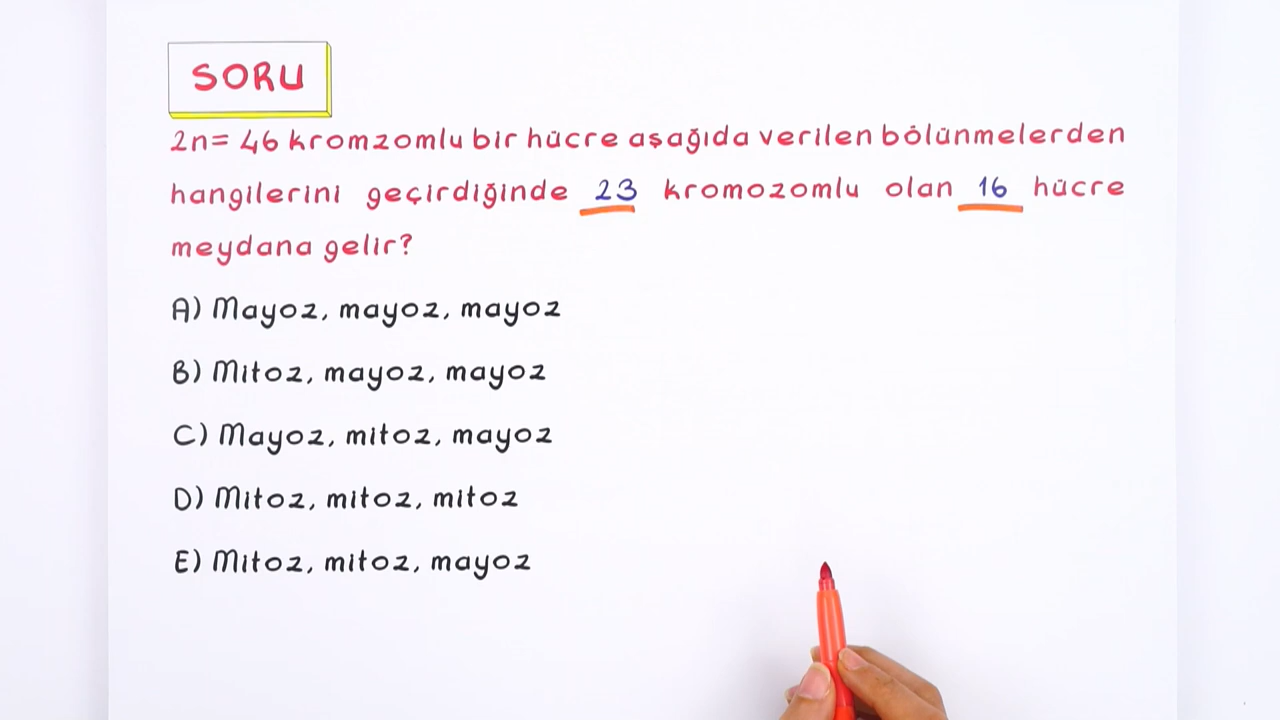 SORU
2n= 46 kromzomlu bir hücre aşağıda verilen bölünmelerden
hangilerini geçirdiğinde 23 kromozomlu olan 16 hücre
meydana gelir?
A) Mayoz, mayoz, mayoz
B) Mitoz, mayoz, mayoz
C) Mayoz, mitoz, mayoz
D) Mitoz, mitoz, mitoz
E) Mitoz, mitoz, mayoz